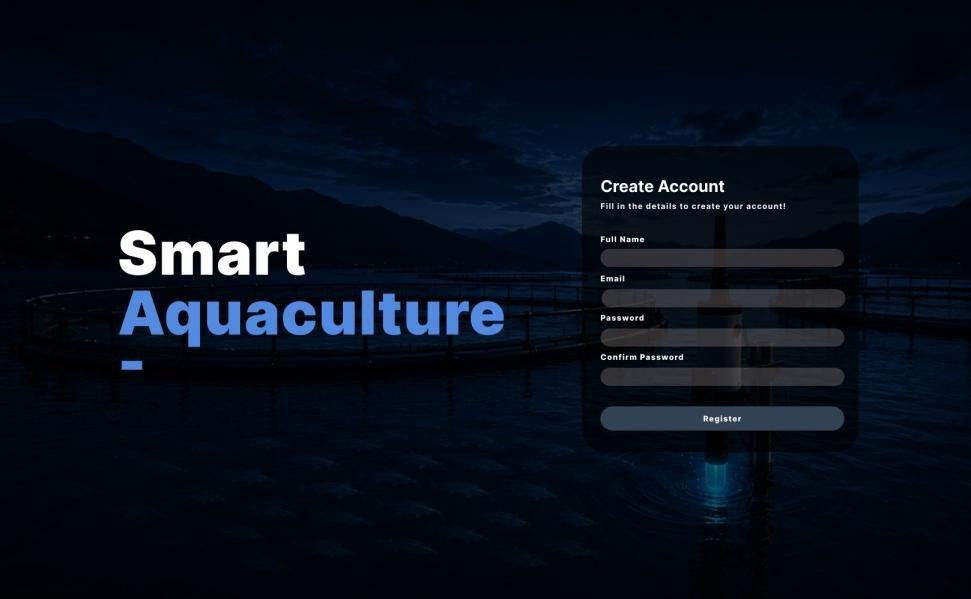 Smart
Aquaculture
Create Account
Fill in the details to create your account!
Full Name
Email
Password
Confirm Password
Register